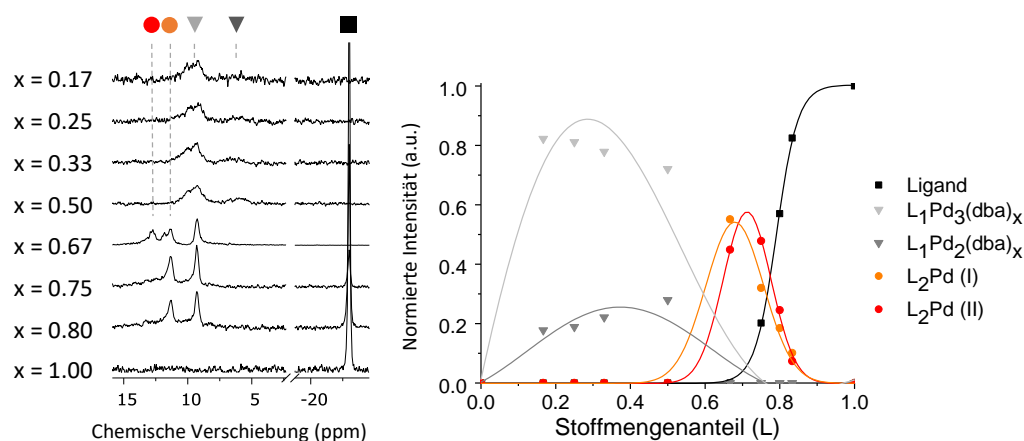 x = 0.17
x = 0.25
x = 0.33
x = 0.50
x = 0.67
x = 0.75
x = 0.80
x = 1.00
15 10 5 -20
Chemische Verschiebung (ppm)
Normierte Intensität (a.u.)
1.0
0.8
0.6
0.4
0.2
0.0
0.0 0.2 0.4 0.6 0.8 1.0
Stoffmengenanteil (L)
Ligand
L₁Pd₃(dba)ₓ
L₁Pd₂(dba)ₓ
L₂Pd (I)
L₂Pd (II)